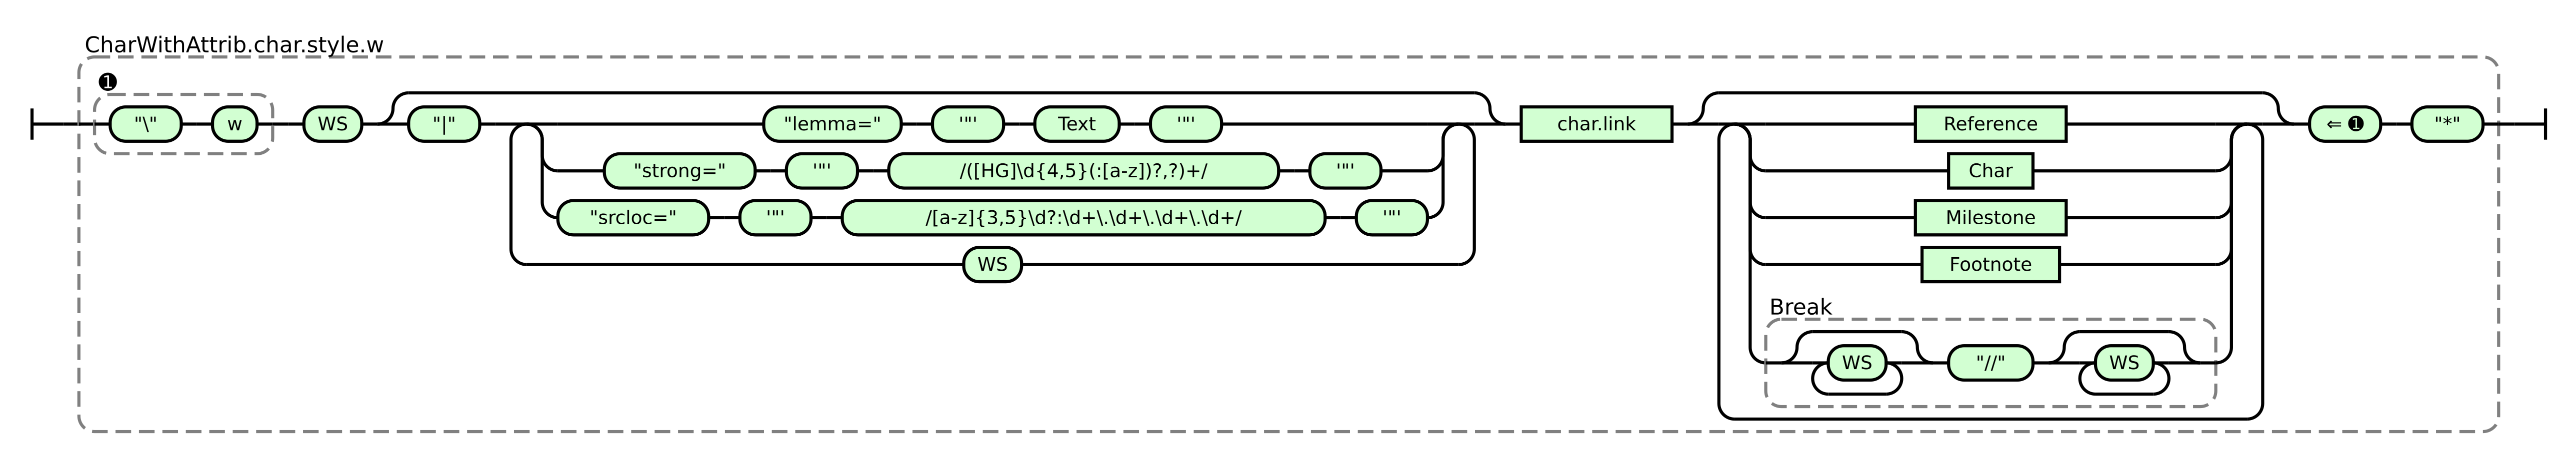 CharWithAttrib.char.style.w
❶
"\" w WS "|" "lemma=" '"' Text '"' char.link Reference ⇐ ❶ "*"
"strong=" '"' /([HG]\d{4,5}(:[a-z])?,?)+/ '"' Char
"srcloc=" '"' /[a-z]{3,5}\d?:\d+\.\d+\.\d+\.\d+/ '"' Milestone
WS Footnote
Break
WS "//" WS